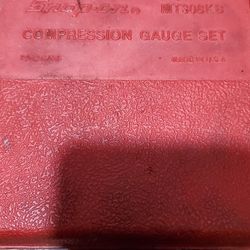 Snap-on® MT308KB
COMPRESSION GAUGE SET
MADE IN U.S.A.